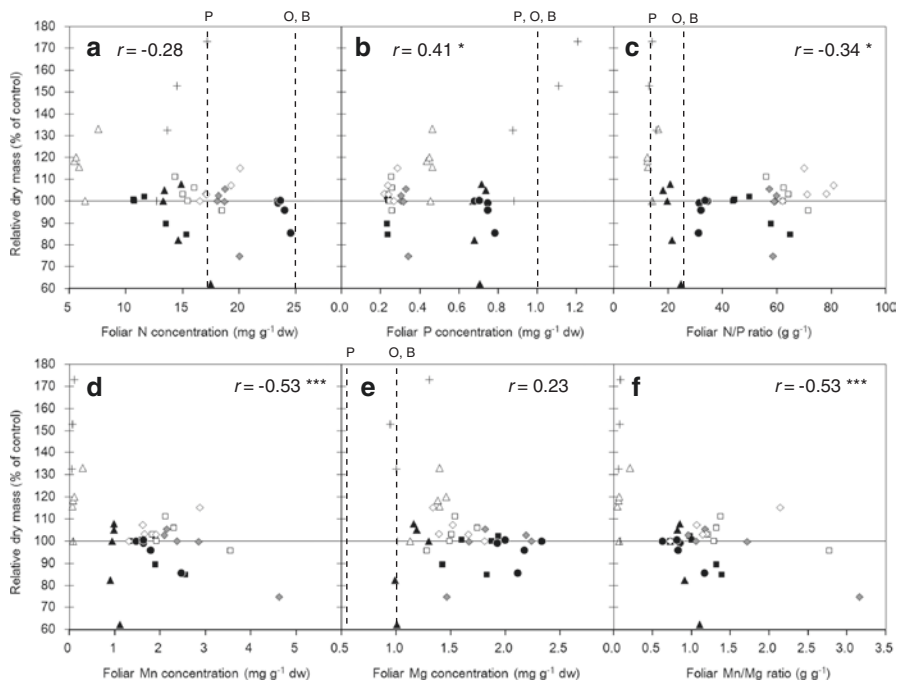 P O, B P, O, B P O, B
180
170
160
150
140
130
120
110
100
90
80
70
60
Relative dry mass (% of control)
a r = -0.28
b r = 0.41 *
c r = -0.34 *
5 10 15 20 25
Foliar N concentration (mg g-1 dw)
0.0 0.2 0.4 0.6 0.8 1.0 1.2
Foliar P concentration (mg g-1 dw)
0 20 40 60 80 100
Foliar N/P ratio (g g-1)
P O, B
180
170
160
150
140
130
120
110
100
90
80
70
60
Relative dry mass (% of control)
d r = -0.53 ***
e r = 0.23
f r = -0.53 ***
0 1 2 3 4 5
Foliar Mn concentration (mg g-1 dw)
0.5 1.0 1.5 2.0 2.5
Foliar Mg concentration (mg g-1 dw)
0.0 0.5 1.0 1.5 2.0 2.5 3.0 3.5
Foliar Mn/Mg ratio (g g-1)